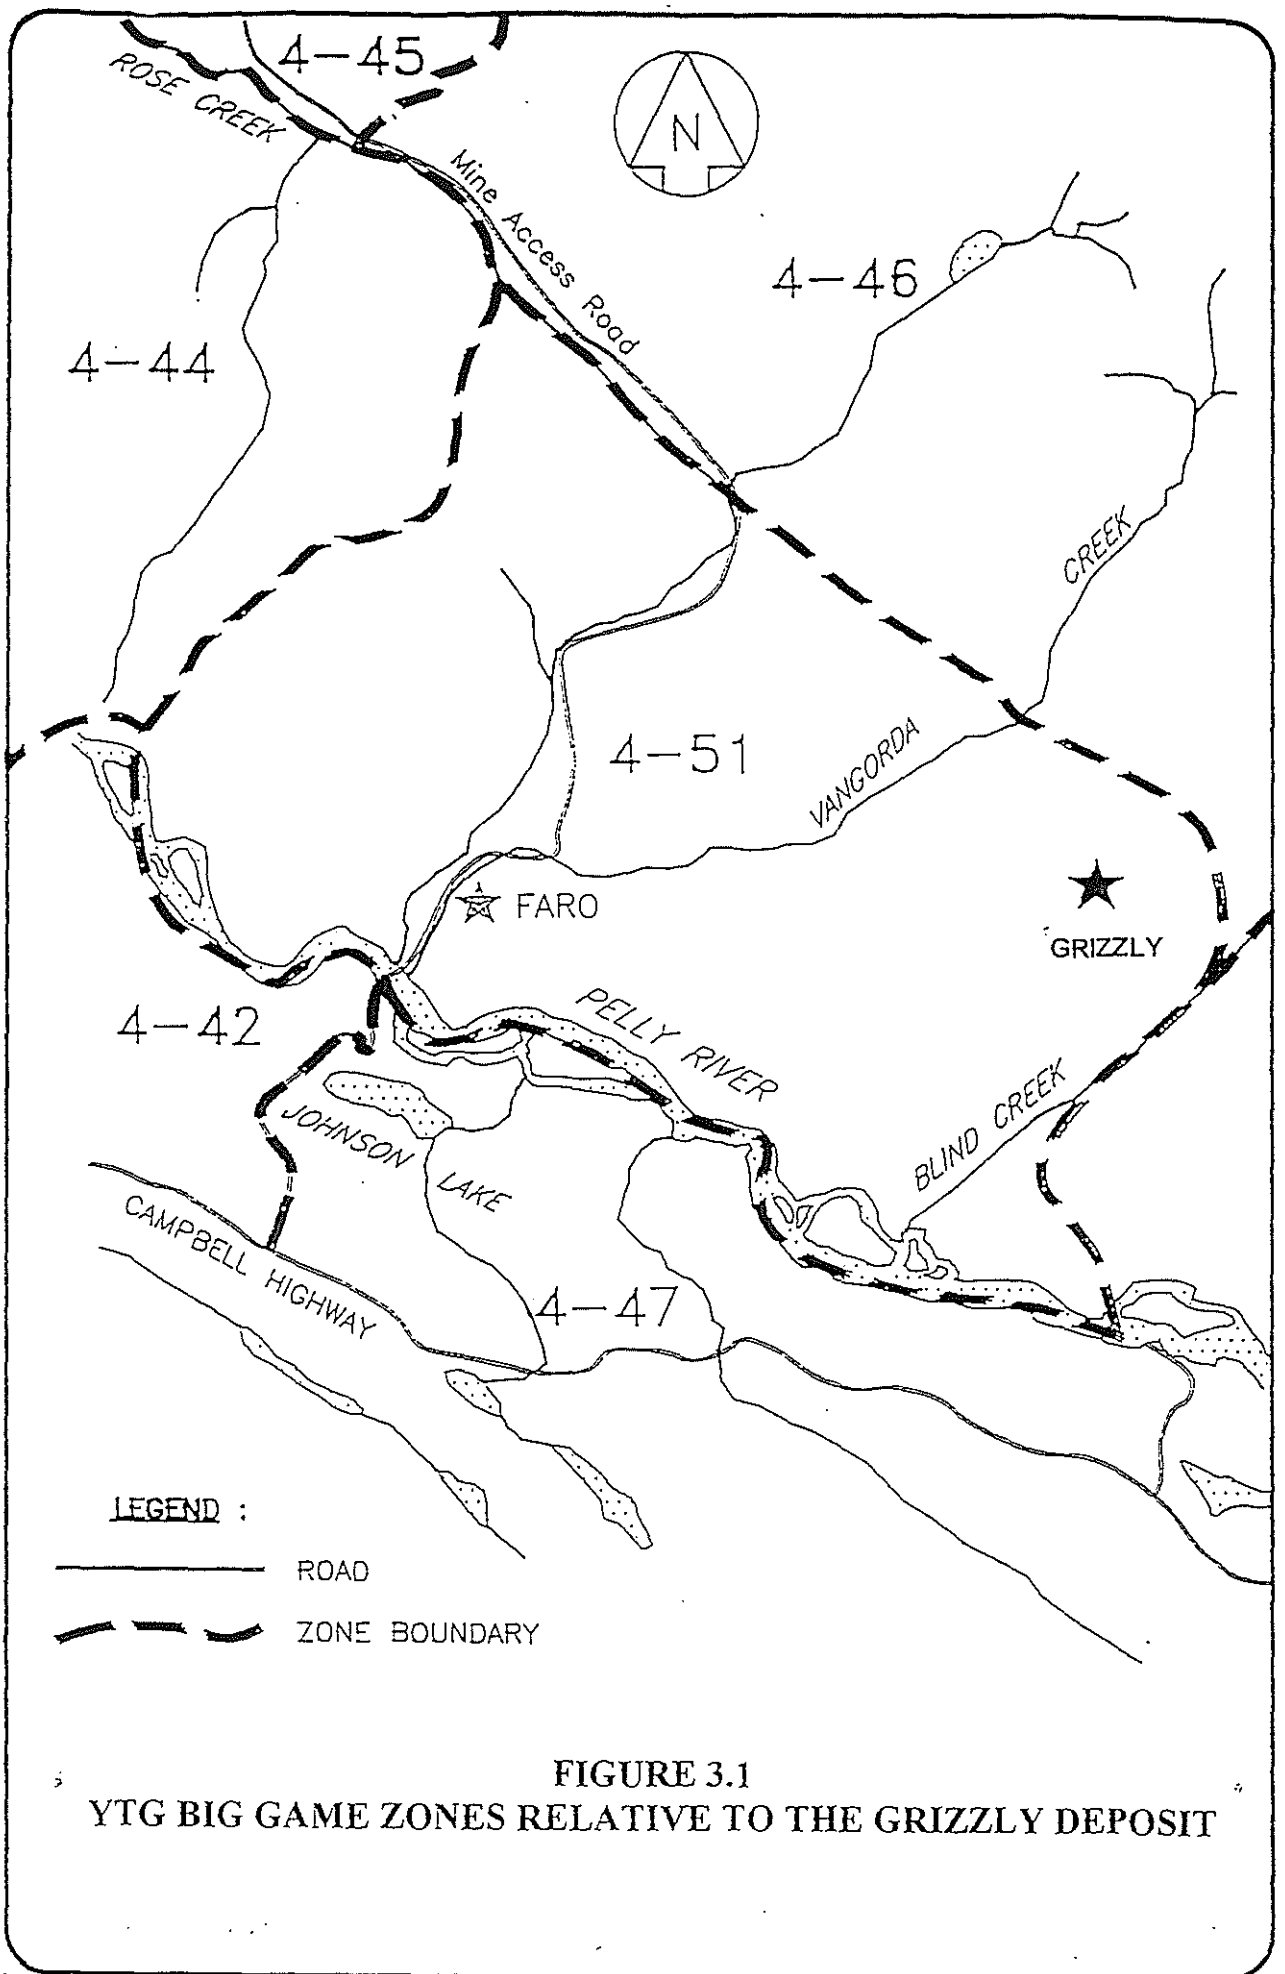 4-45
ROSE CREEK
N
Mine Access Road
4-46
4-44
CREEK
4-51
VANGORDA
FARO
GRIZZLY
4-42
PELLY RIVER
JOHNSON LAKE
BLIND CREEK
CAMPBELL HIGHWAY
4-47
LEGEND :
ROAD
ZONE BOUNDARY
FIGURE 3.1
YTG BIG GAME ZONES RELATIVE TO THE GRIZZLY DEPOSIT